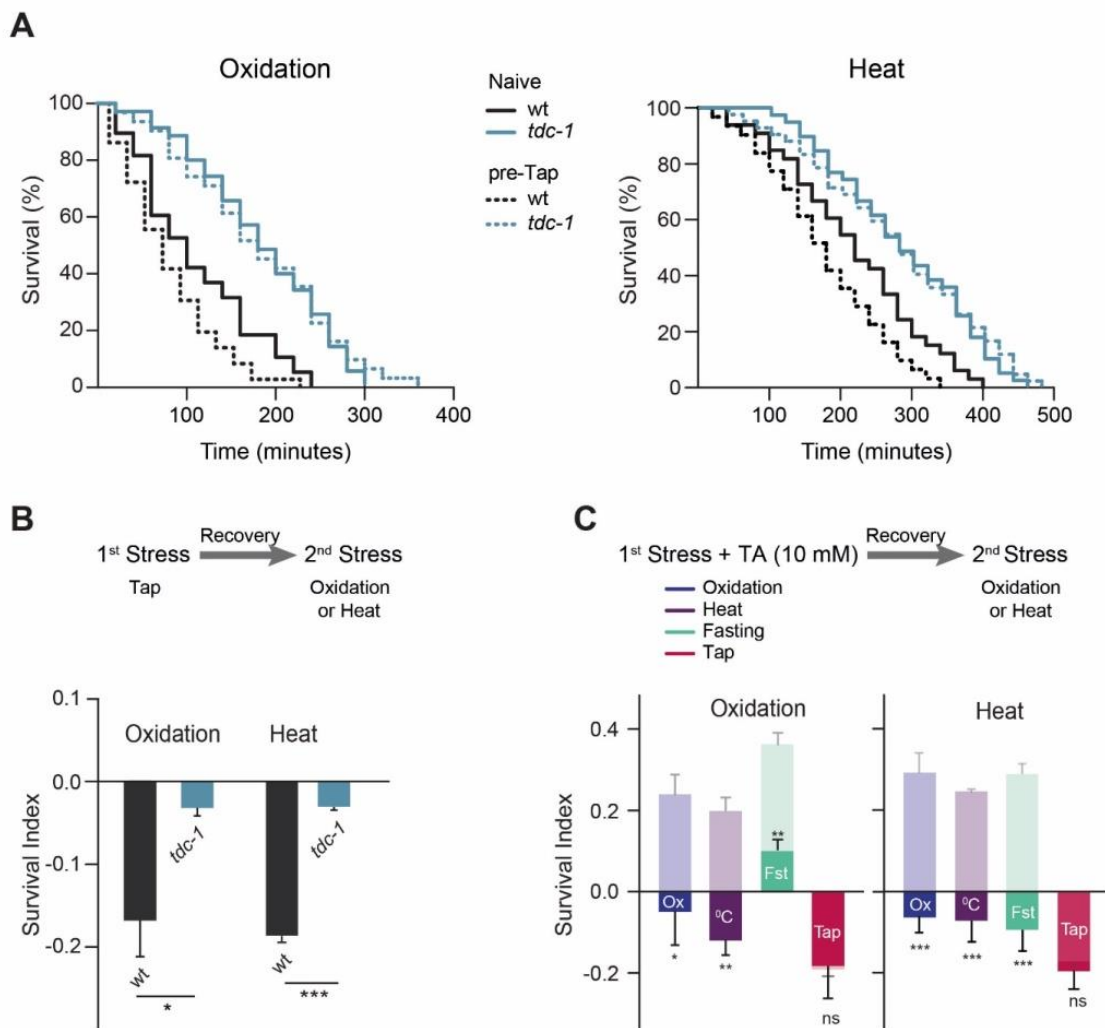 A
Oxidation
Naive
wt
tdc-1
pre-Tap
wt
tdc-1
Survival (%)
100
80
60
40
20
0
100 200 300 400
Time (minutes)
Heat
Survival (%)
100
80
60
40
20
0
100 200 300 400 500
Time (minutes)
B
Recovery
1st Stress 2nd Stress
Tap Oxidation
or Heat
Survival Index
0.1
0.0
-0.1
-0.2
Oxidation Heat
wt tdc-1 wt tdc-1
* ***
C
Recovery
1st Stress + TA (10 mM) 2nd Stress
Oxidation
Heat
Fasting
Tap
Oxidation
or Heat
Survival Index
0.4
0.2
0.0
-0.2
Oxidation
Ox ⁰C Fst Tap
* ** ** ns
Heat
Ox ⁰C Fst Tap
*** *** *** ns